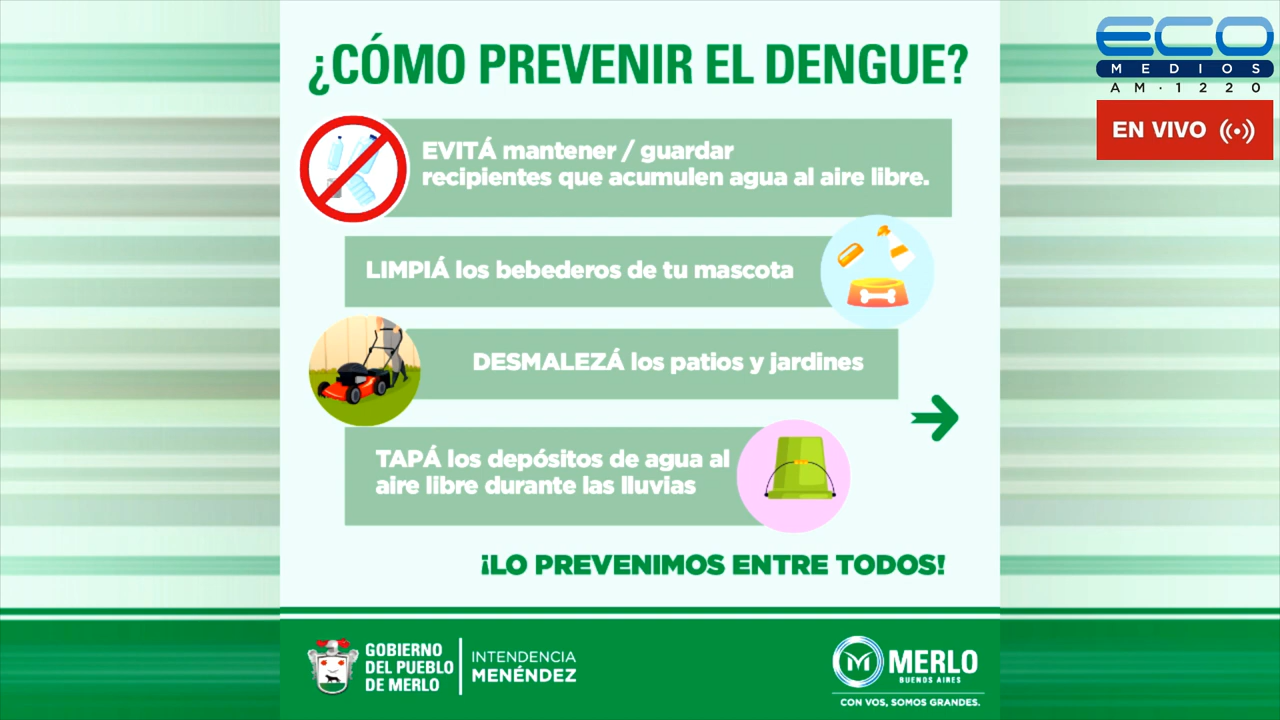 ¿CÓMO PREVENIR EL DENGUE?
ECO
MEDIOS
AM·1220
EN VIVO
EVITÁ mantener / guardar
recipientes que acumulen agua al aire libre.
LIMPIÁ los bebederos de tu mascota
DESMALEZÁ los patios y jardines
TAPÁ los depósitos de agua al
aire libre durante las lluvias
¡LO PREVENIMOS ENTRE TODOS!
GOBIERNO
DEL PUEBLO
DE MERLO
INTENDENCIA
MENÉNDEZ
MERLO
BUENOS AIRES
CON VOS, SOMOS GRANDES.